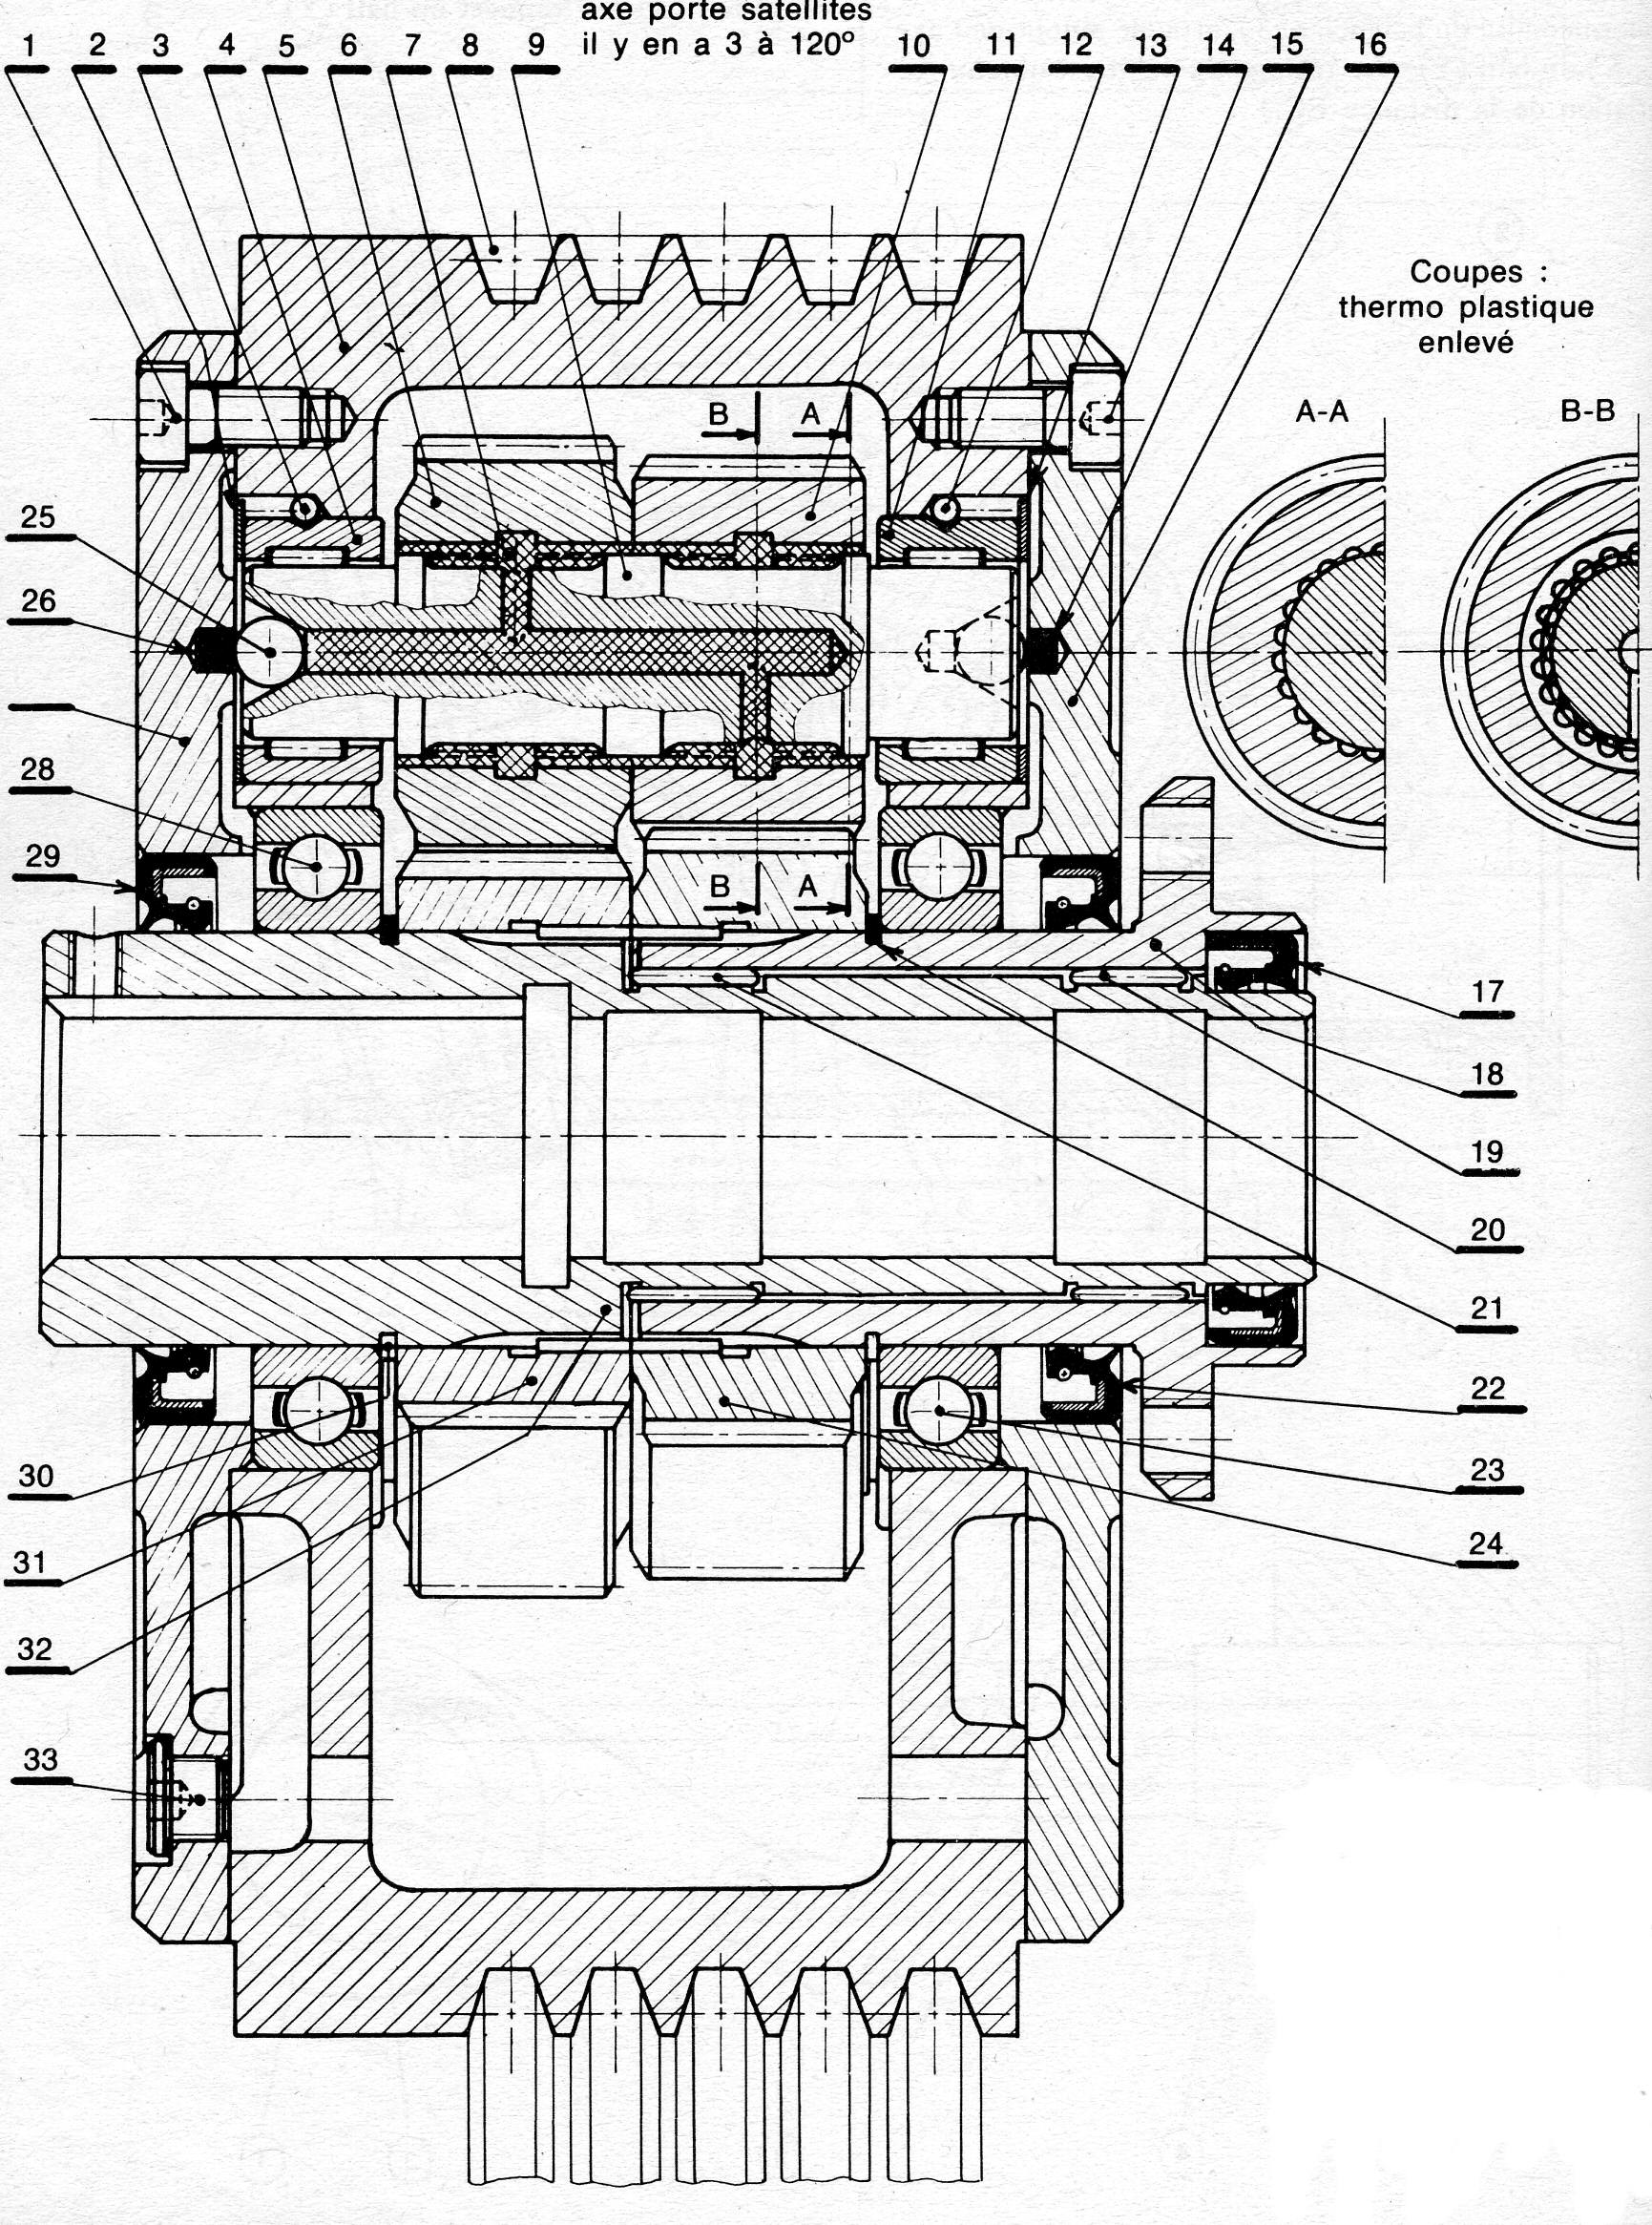 axe porte satellites
il y en a 3 à 120°
1 2 3 4 5 6 7 8 9 10 11 12 13 14 15 16
Coupes :
thermo plastique
enlevé
A-A B-B
B A
25
26
28
29
B A
17
18
19
20
21
22
30
23
31
24
32
33